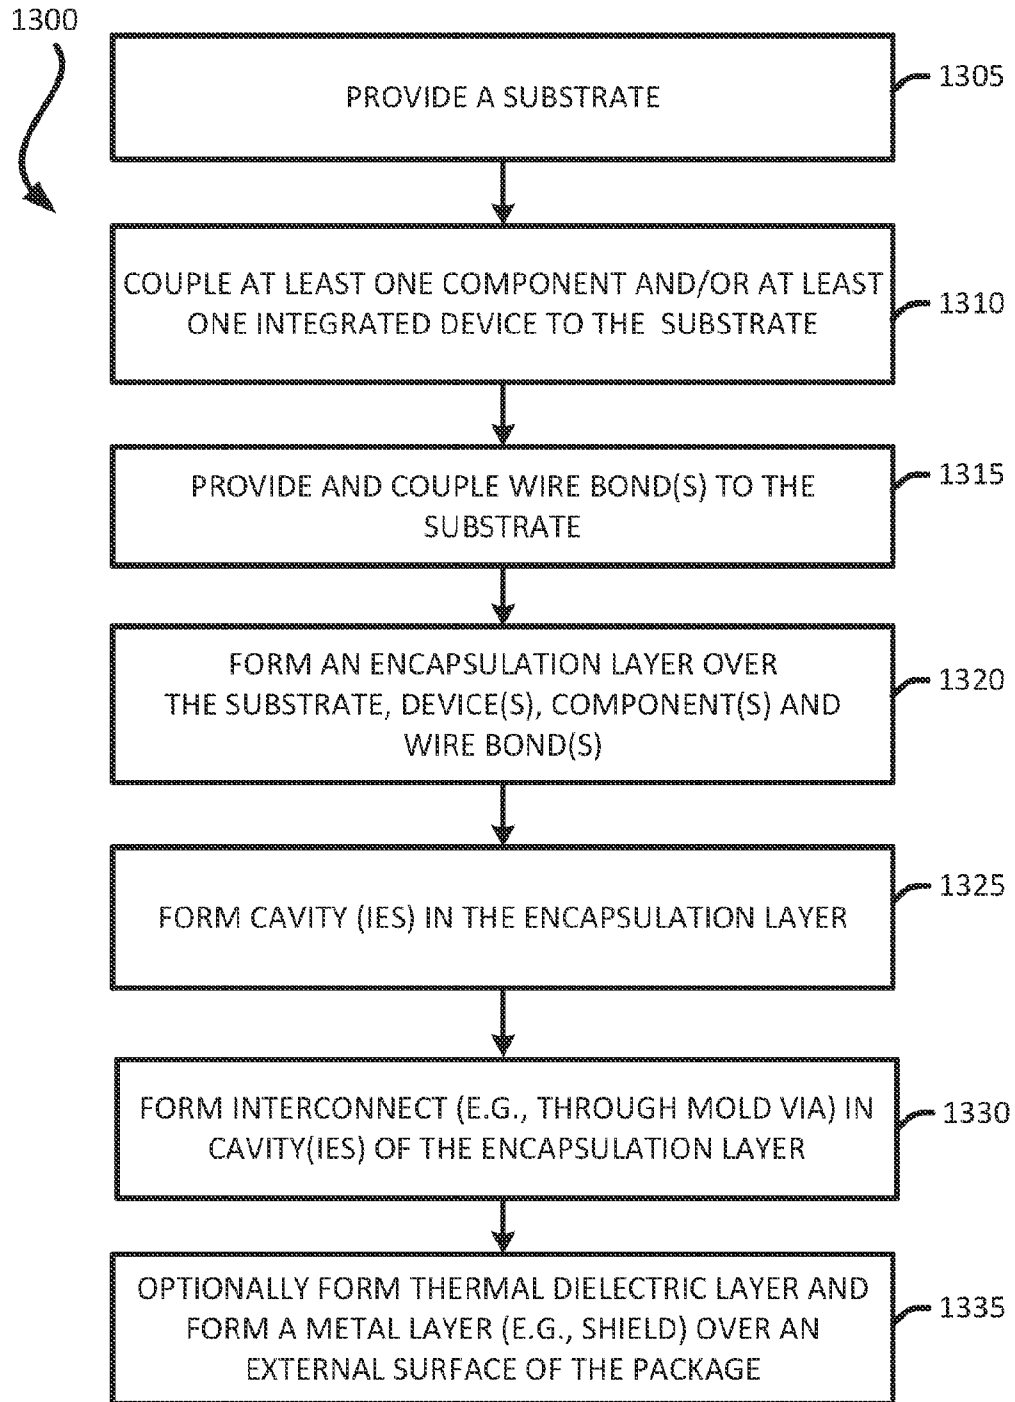 1300
PROVIDE A SUBSTRATE
1305
COUPLE AT LEAST ONE COMPONENT AND/OR AT LEAST
ONE INTEGRATED DEVICE TO THE SUBSTRATE
1310
PROVIDE AND COUPLE WIRE BOND(S) TO THE
SUBSTRATE
1315
FORM AN ENCAPSULATION LAYER OVER
THE SUBSTRATE, DEVICE(S), COMPONENT(S) AND
WIRE BOND(S)
1320
FORM CAVITY (IES) IN THE ENCAPSULATION LAYER
1325
FORM INTERCONNECT (E.G., THROUGH MOLD VIA) IN
CAVITY(IES) OF THE ENCAPSULATION LAYER
1330
OPTIONALLY FORM THERMAL DIELECTRIC LAYER AND
FORM A METAL LAYER (E.G., SHIELD) OVER AN
EXTERNAL SURFACE OF THE PACKAGE
1335